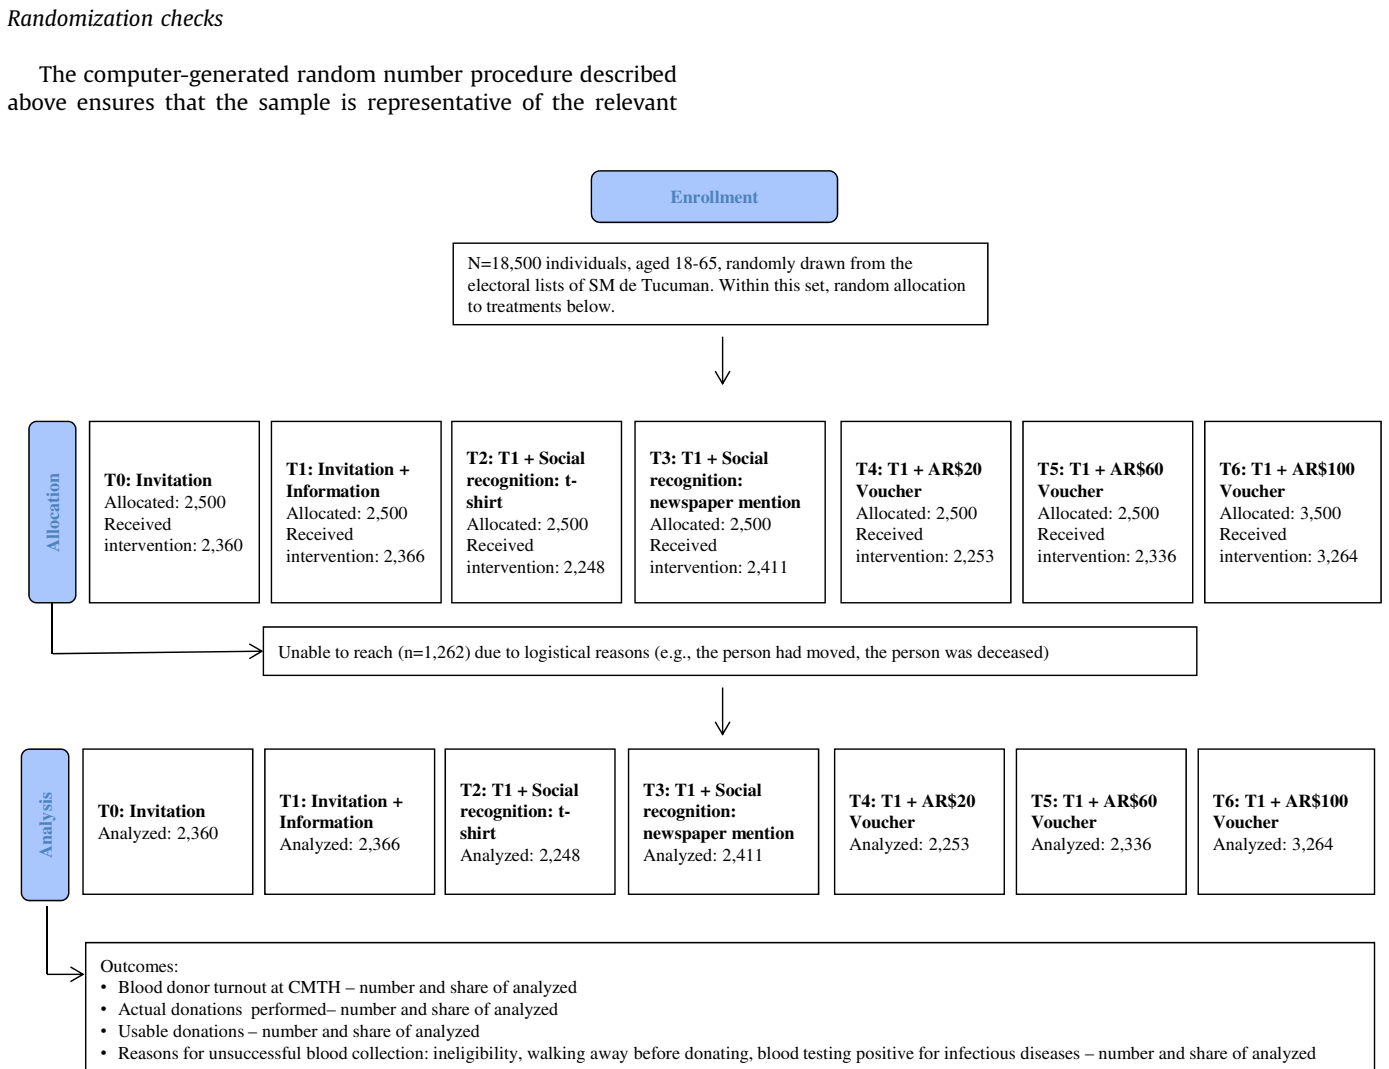 Randomization checks
The computer-generated random number procedure described
above ensures that the sample is representative of the relevant
Enrollment
N=18,500 individuals, aged 18-65, randomly drawn from the
electoral lists of SM de Tucuman. Within this set, random allocation
to treatments below.
Allocation
T0: Invitation
Allocated: 2,500
Received
intervention: 2,360
T1: Invitation +
Information
Allocated: 2,500
Received
intervention: 2,366
T2: T1 + Social
recognition: t-
shirt
Allocated: 2,500
Received
intervention: 2,248
T3: T1 + Social
recognition:
newspaper mention
Allocated: 2,500
Received
intervention: 2,411
T4: T1 + AR$20
Voucher
Allocated: 2,500
Received
intervention: 2,253
T5: T1 + AR$60
Voucher
Allocated: 2,500
Received
intervention: 2,336
T6: T1 + AR$100
Voucher
Allocated: 3,500
Received
intervention: 3,264
Unable to reach (n=1,262) due to logistical reasons (e.g., the person had moved, the person was deceased)
Analysis
T0: Invitation
Analyzed: 2,360
T1: Invitation +
Information
Analyzed: 2,366
T2: T1 + Social
recognition: t-
shirt
Analyzed: 2,248
T3: T1 + Social
recognition:
newspaper mention
Analyzed: 2,411
T4: T1 + AR$20
Voucher
Analyzed: 2,253
T5: T1 + AR$60
Voucher
Analyzed: 2,336
T6: T1 + AR$100
Voucher
Analyzed: 3,264
Outcomes:
• Blood donor turnout at CMTH – number and share of analyzed
• Actual donations performed– number and share of analyzed
• Usable donations – number and share of analyzed
• Reasons for unsuccessful blood collection: ineligibility, walking away before donating, blood testing positive for infectious diseases – number and share of analyzed